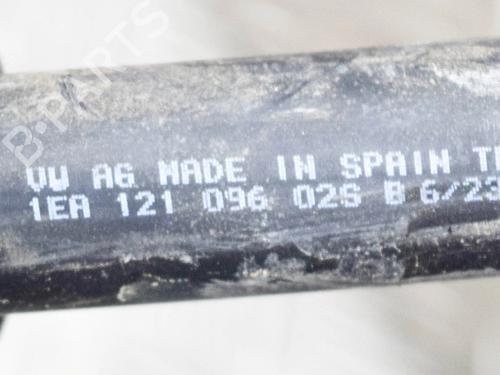 B-PARTS
VW AG MADE IN SPAIN
1EA 121 096 02S B 6/23